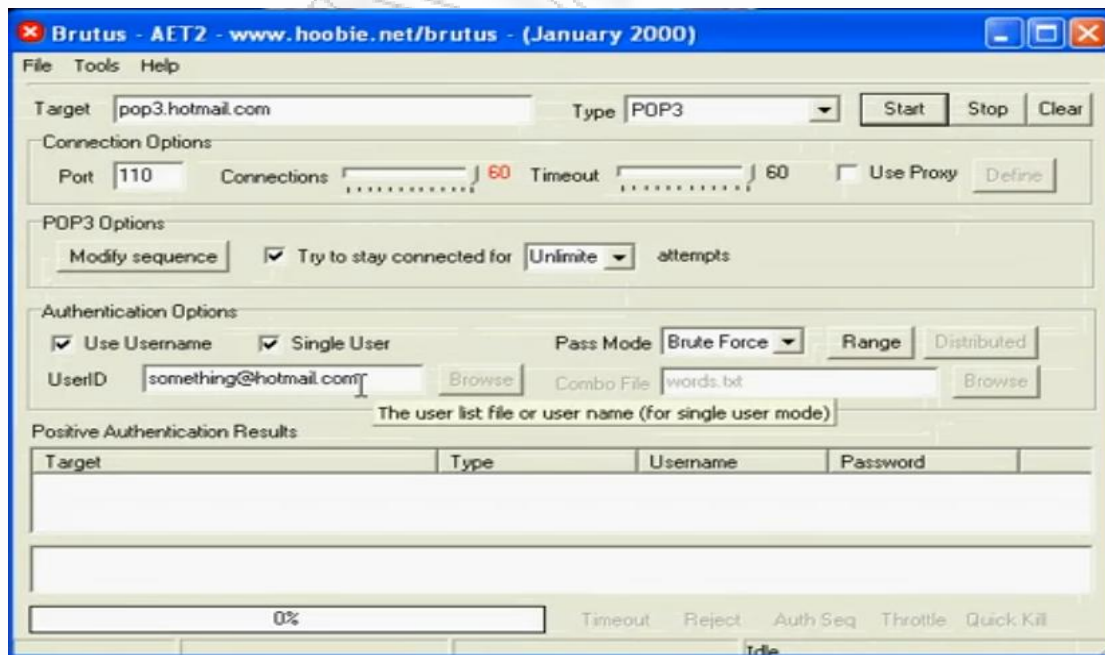 Brutus - AET2 - www.hoobie.net/brutus - (January 2000)
File Tools Help
Target pop3.hotmail.com Type POP3 Start Stop Clear
Connection Options
Port 110 Connections 60 Timeout 60 Use Proxy Define
POP3 Options
Modify sequence Try to stay connected for Unlimite attempts
Authentication Options
Use Username Single User Pass Mode Brute Force Range Distributed
UserID something@hotmail.com Browse Combo File words.txt Browse
The user list file or user name (for single user mode)
Positive Authentication Results
Target Type Username Password
0% Timeout Reject Auth Seq Throttle Quick Kill
Idle